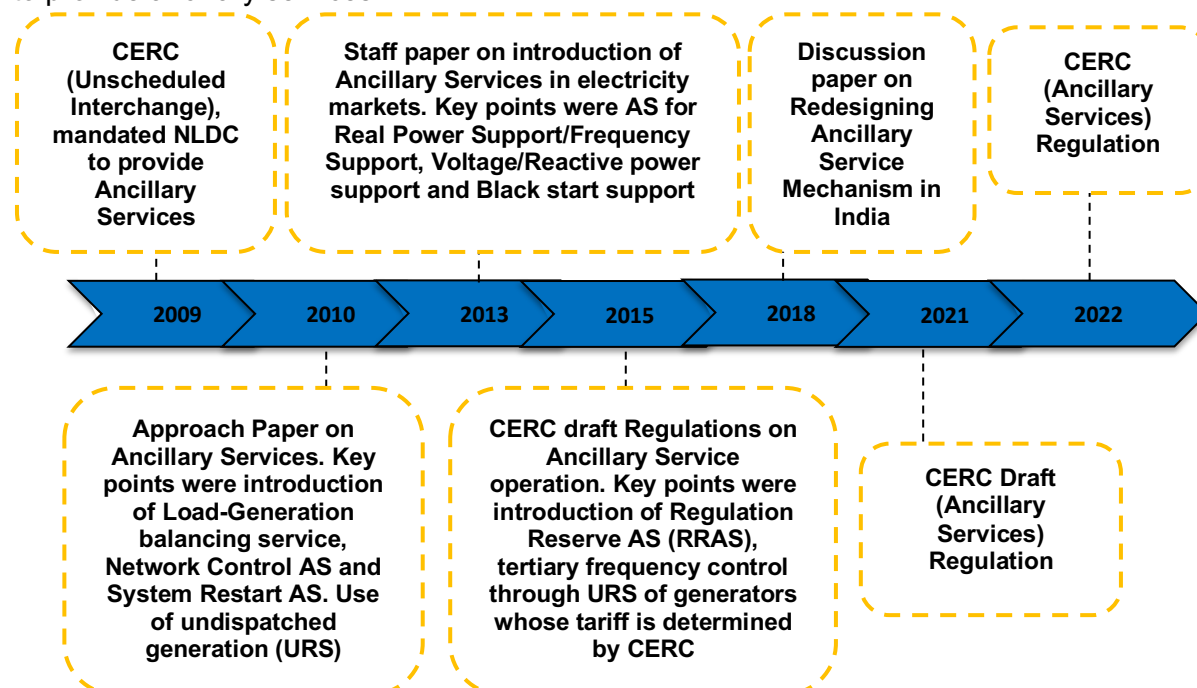 CERC
(Unscheduled
Interchange),
mandated NLDC
to provide
Ancillary
Services
Staff paper on introduction of
Ancillary Services in electricity
markets. Key points were AS for
Real Power Support/Frequency
Support, Voltage/Reactive power
support and Black start support
Discussion
paper on
Redesigning
Ancillary
Service
Mechanism in
India
CERC
(Ancillary
Services)
Regulation
2009
2010
2013
2015
2018
2021
2022
Approach Paper on
Ancillary Services. Key
points were introduction
of Load-Generation
balancing service,
Network Control AS and
System Restart AS. Use
of undispatched
generation (URS)
CERC draft Regulations on
Ancillary Service
operation. Key points were
introduction of Regulation
Reserve AS (RRAS),
tertiary frequency control
through URS of generators
whose tariff is determined
by CERC
CERC Draft
(Ancillary
Services)
Regulation